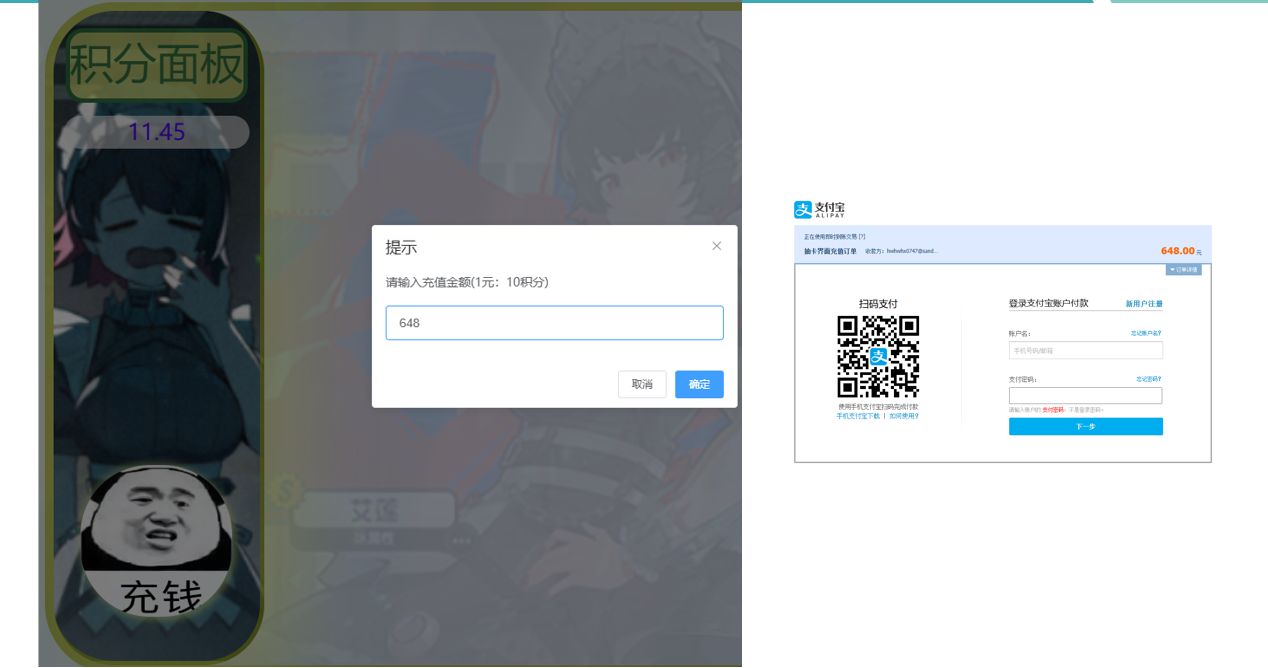 积分面板
11.45
提示
请输入充值金额(1元：10积分)
648
取消
确定
艾莲
充钱
支付宝
ALIPAY
正在使用即时到账交易 [?]
抽卡界面充值订单
648.00 元
订单详情
扫码支付
使用手机支付宝扫码完成付款
手机支付宝下载 | 如何使用?
登录支付宝账户付款
新用户注册
账户名：
忘记账户名?
手机号码/邮箱
支付密码：
忘记密码?
请输入账户的 支付密码，不是登录密码。
下一步